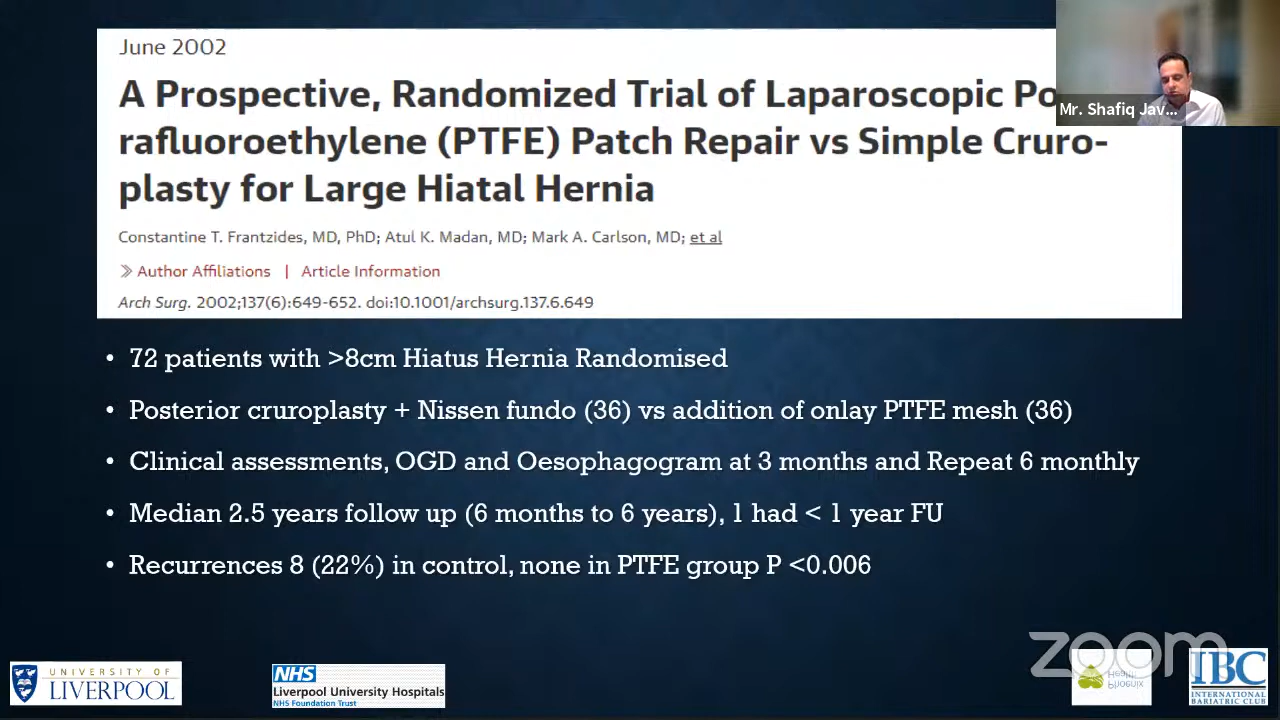 June 2002
A Prospective, Randomized Trial of Laparoscopic Po
rafluoroethylene (PTFE) Patch Repair vs Simple Cruro-
plasty for Large Hiatal Hernia
Constantine T. Frantzides, MD, PhD; Atul K. Madan, MD; Mark A. Carlson, MD; et al
Author Affiliations | Article Information
Arch Surg. 2002;137(6):649-652. doi:10.1001/archsurg.137.6.649
Mr. Shafiq Jav...
• 72 patients with >8cm Hiatus Hernia Randomised
• Posterior cruroplasty + Nissen fundo (36) vs addition of onlay PTFE mesh (36)
• Clinical assessments, OGD and Oesophagogram at 3 months and Repeat 6 monthly
• Median 2.5 years follow up (6 months to 6 years), 1 had < 1 year FU
• Recurrences 8 (22%) in control, none in PTFE group P <0.006
UNIVERSITY OF
LIVERPOOL
NHS
Liverpool University Hospitals
NHS Foundation Trust
zoom
Health
Phoenix
IBC
INTERNATIONAL
BARIATRIC CLUB